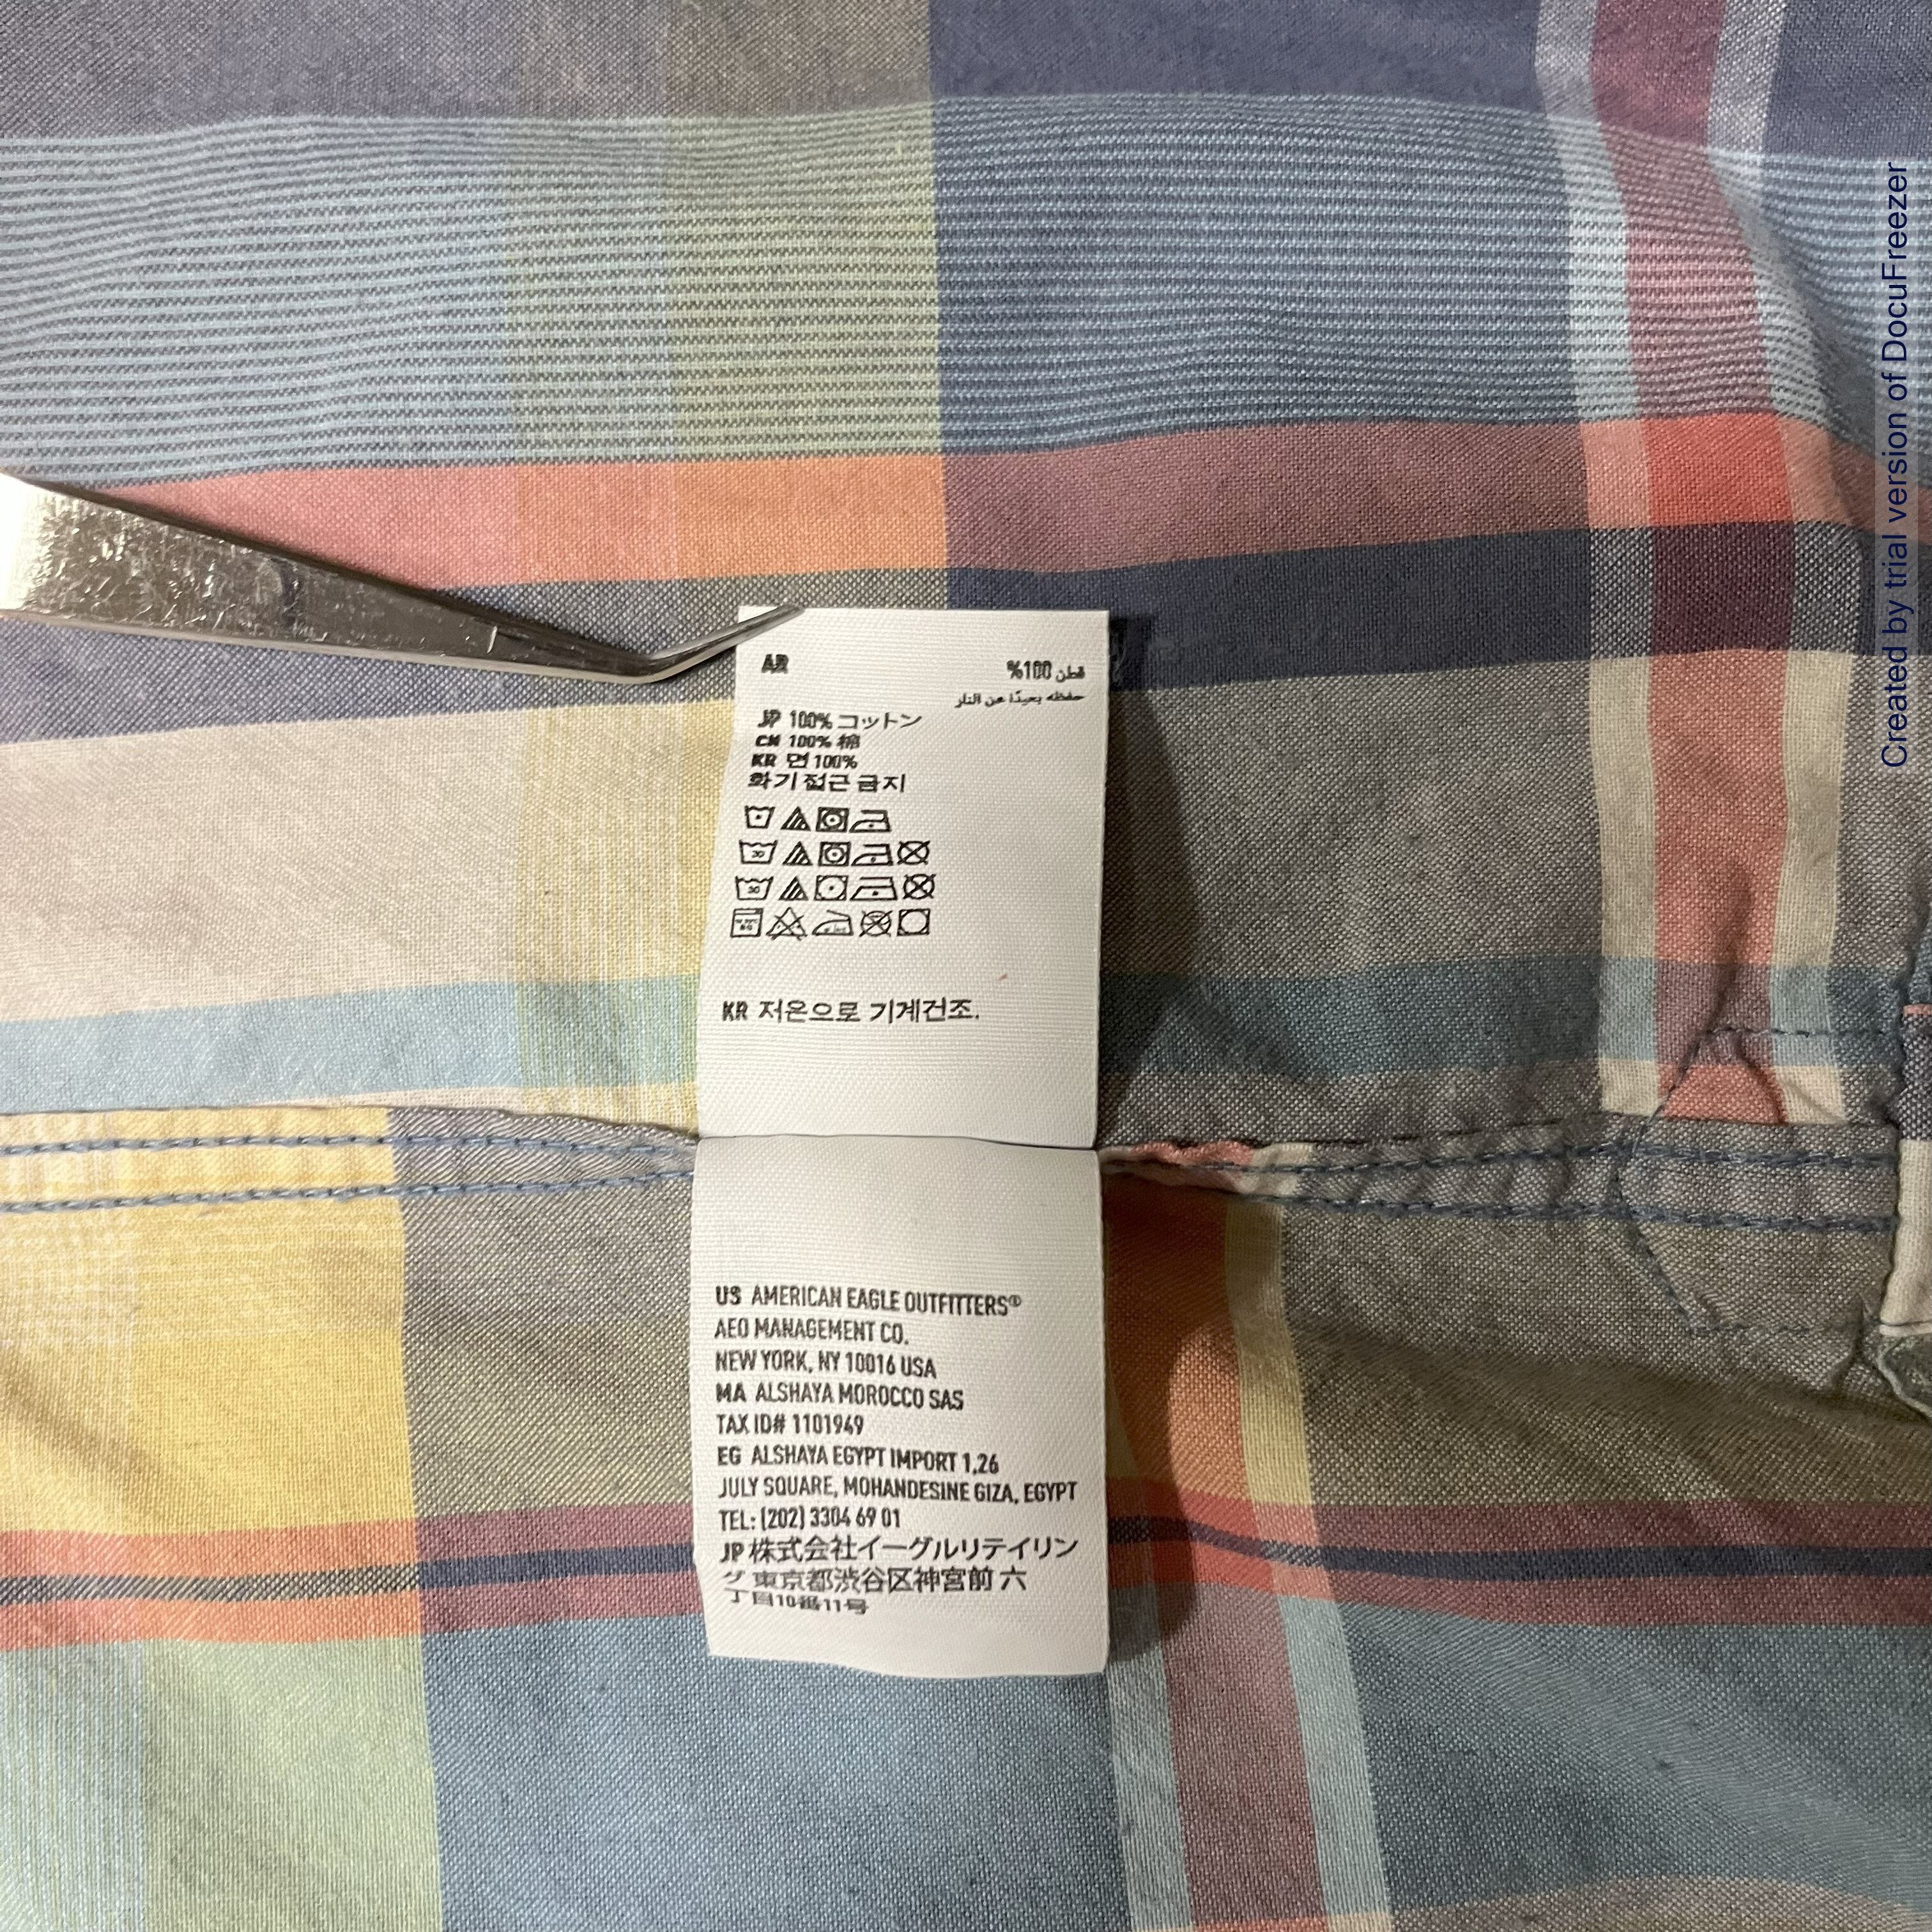 AR قطن 100%
حفظه بعيدًا عن النار
JP 100% コットン
CN 100% 棉
KR 면 100%
화기 접근 금지
30
30
KR 저온으로 기계건조.
US AMERICAN EAGLE OUTFITTERS®
AEO MANAGEMENT CO.
NEW YORK, NY 10016 USA
MA ALSHAYA MOROCCO SAS
TAX ID# 1101949
EG ALSHAYA EGYPT IMPORT 1,26
JULY SQUARE, MOHANDESINE GIZA, EGYPT
TEL: (202) 3304 69 01
JP 株式会社イーグルリテイリン
グ 東京都渋谷区神宮前 六
丁目10番11号
Created by trial version of DocuFreezer